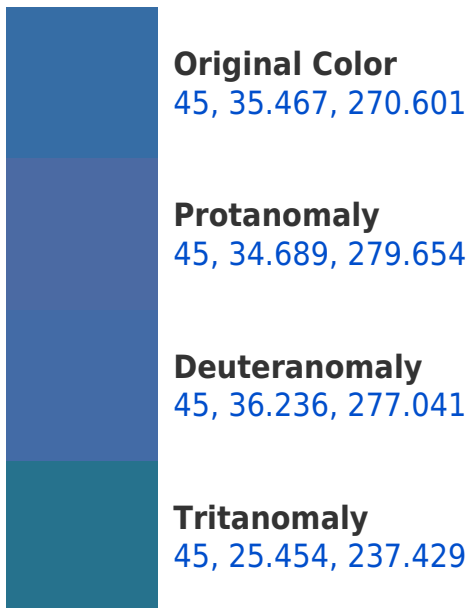 Original Color
45, 35.467, 270.601
Protanomaly
45, 34.689, 279.654
Deuteranomaly
45, 36.236, 277.041
Tritanomaly
45, 25.454, 237.429